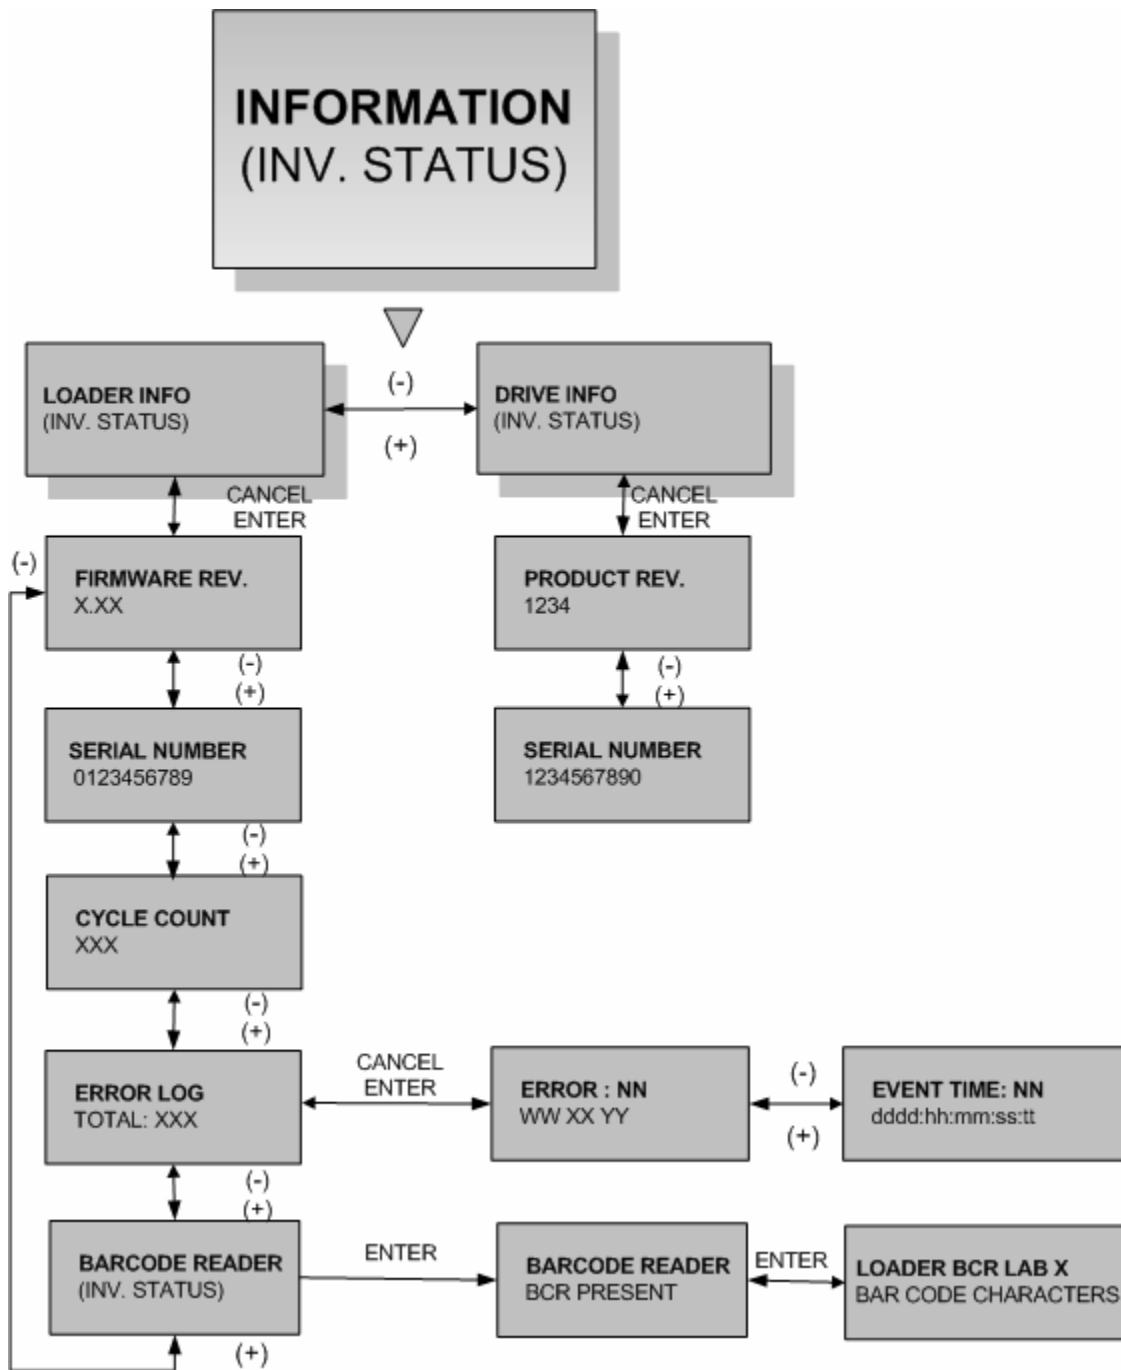 INFORMATION
(INV. STATUS)
(-)
LOADER INFO
(INV. STATUS)
DRIVE INFO
(INV. STATUS)
(+)
CANCEL
ENTER
CANCEL
ENTER
(-)
FIRMWARE REV.
X.XX
PRODUCT REV.
1234
(-)
(+)
(-)
(+)
SERIAL NUMBER
0123456789
SERIAL NUMBER
1234567890
(-)
(+)
CYCLE COUNT
XXX
(-)
(+)
ERROR LOG
TOTAL: XXX
CANCEL
ENTER
ERROR : NN
WW XX YY
(-)
(+)
EVENT TIME: NN
dddd:hh:mm:ss:tt
(-)
(+)
BARCODE READER
(INV. STATUS)
ENTER
BARCODE READER
BCR PRESENT
ENTER
LOADER BCR LAB X
BAR CODE CHARACTERS
(+)